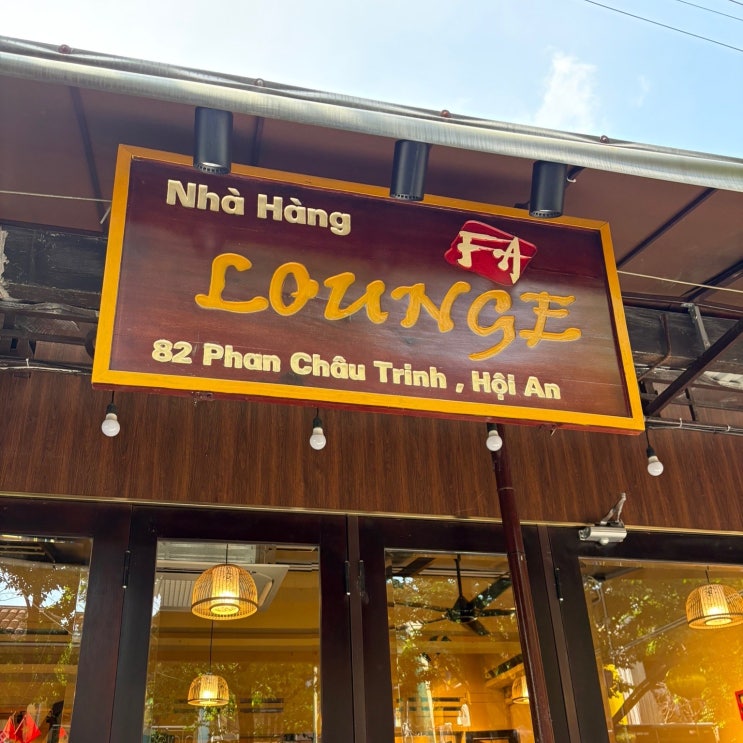 Nhà Hàng
FA
LOUNGE
82 Phan Châu Trinh , Hội An